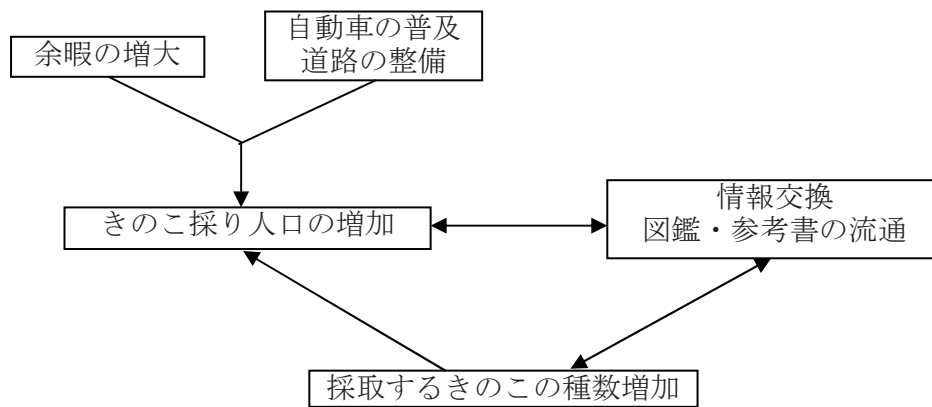 余暇の増大
自動車の普及
道路の整備
きのこ採り人口の増加
情報交換
図鑑・参考書の流通
採取するきのこの種数増加